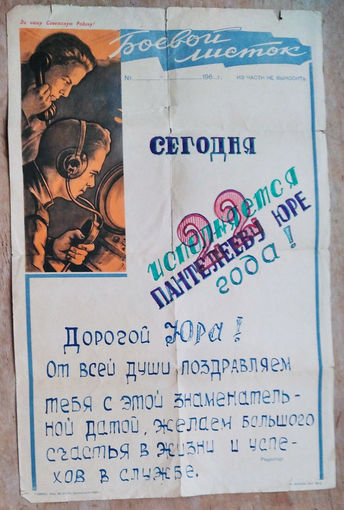 За нашу Советскую Родину!
Боевой
листок
№ 196 г. ИЗ ЧАСТИ НЕ ВЫНОСИТЬ
СЕГОДНЯ
22
исполняется
ПАНТЕЛЕЕВУ ЮРЕ
года!
ДОРОГОЙ ЮРА!
ОТ ВСЕЙ ДУШИ ПОЗДРАВЛЯЕМ
ТЕБЯ С ЭТОЙ ЗНАМЕНАТЕЛЬ-
НОЙ ДАТОЙ, ЖЕЛАЕМ БОЛЬШОГО
СЧАСТЬЯ В ЖИЗНИ И УСПЕ-
ХОВ В СЛУЖБЕ.
Редактор